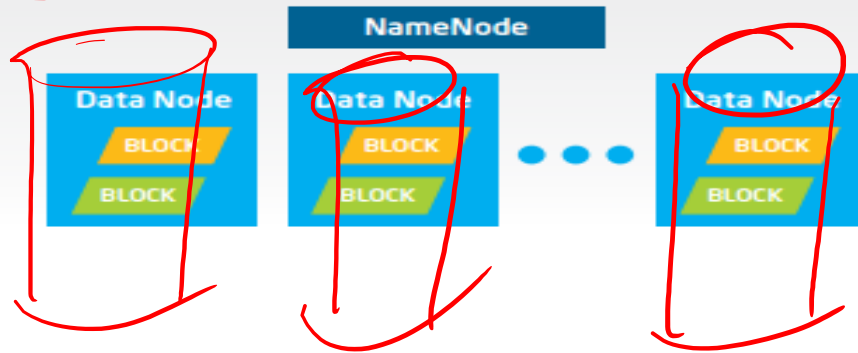 NameNode
Data Node Data Node Data Node
BLOCK BLOCK BLOCK
BLOCK BLOCK BLOCK